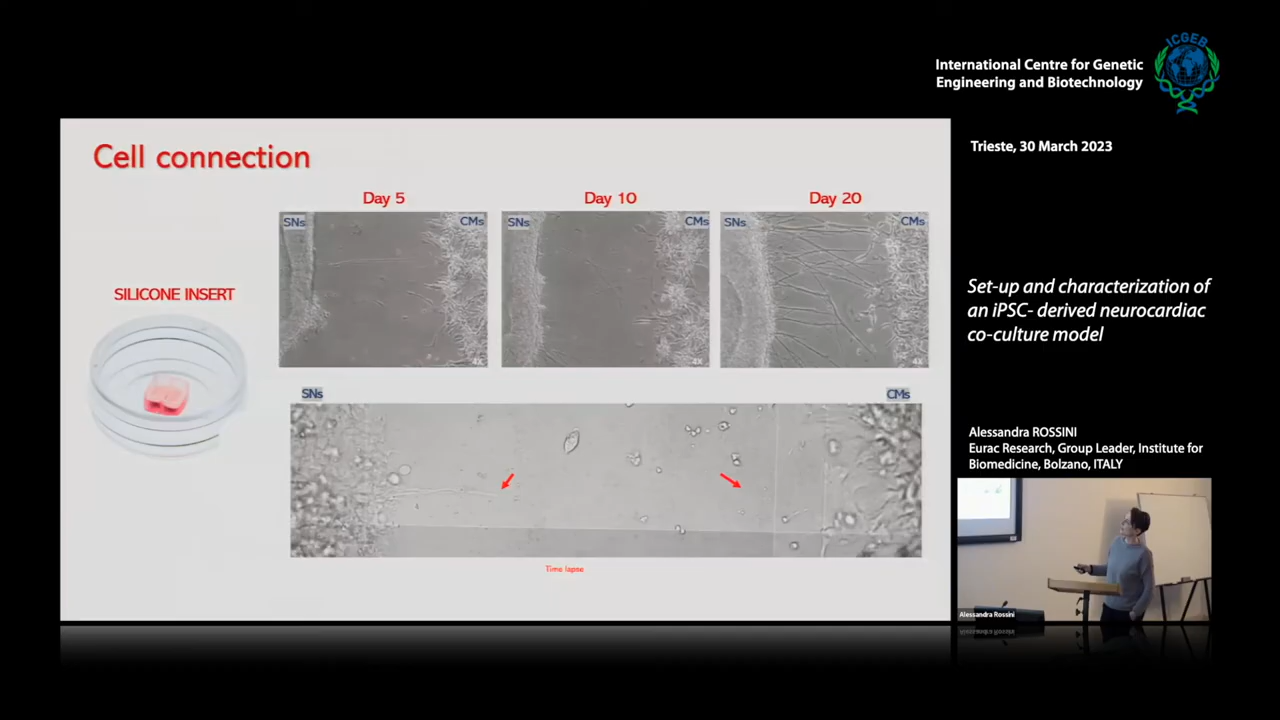 ICGEB
International Centre for Genetic
Engineering and Biotechnology
Trieste, 30 March 2023
Cell connection
Day 5
Day 10
Day 20
SNs
CMs
SNs
CMs
SNs
CMs
4X
4X
4X
SILICONE INSERT
SNs
CMs
Time lapse
Set-up and characterization of
an iPSC- derived neurocardiac
co-culture model
Alessandra ROSSINI
Eurac Research, Group Leader, Institute for
Biomedicine, Bolzano, ITALY
Alessandra Rossini